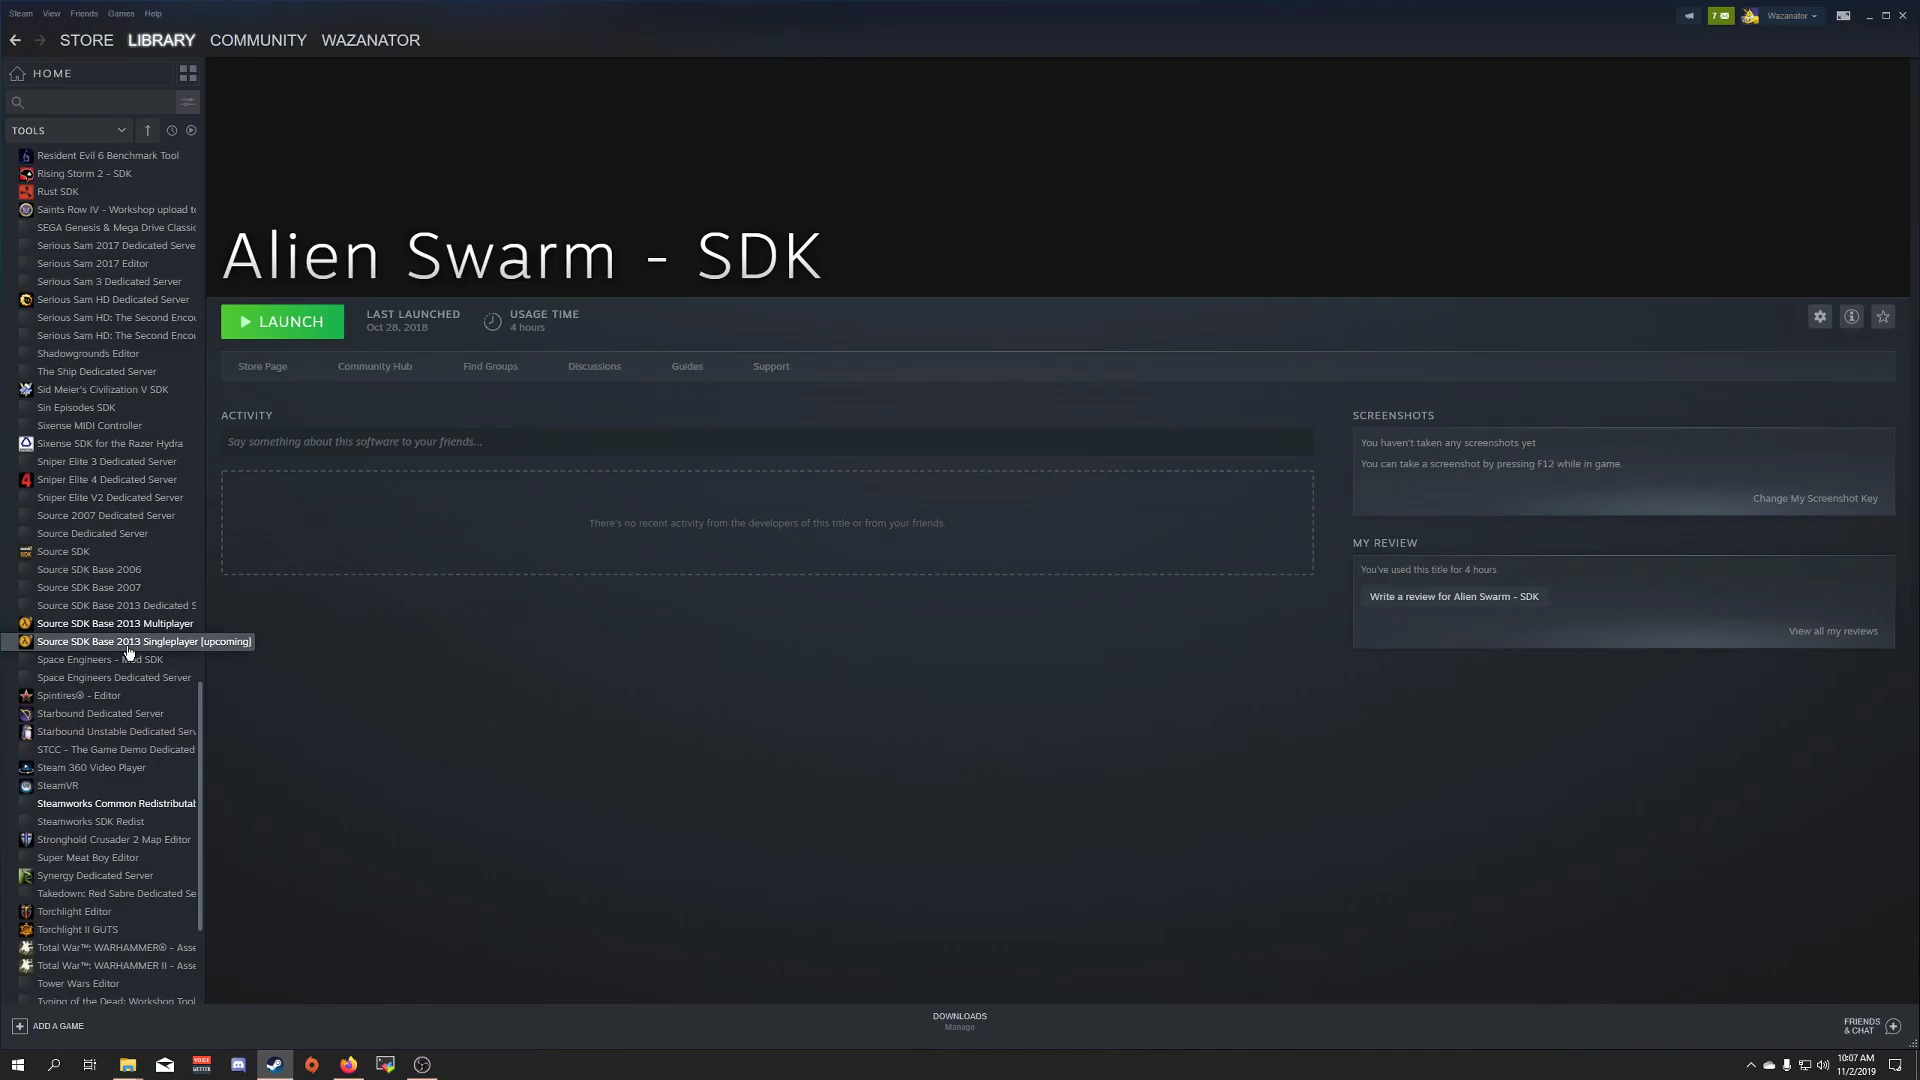 Steam View Friends Games Help
7
Wazanator
STORE LIBRARY COMMUNITY WAZANATOR
HOME
TOOLS
Resident Evil 6 Benchmark Tool
Rising Storm 2 - SDK
Rust SDK
Saints Row IV - Workshop upload to
SEGA Genesis & Mega Drive Classic
Serious Sam 2017 Dedicated Serve
Serious Sam 2017 Editor
Serious Sam 3 Dedicated Server
Serious Sam HD Dedicated Server
Serious Sam HD: The Second Encou
Serious Sam HD: The Second Encou
Shadowgrounds Editor
The Ship Dedicated Server
Sid Meier's Civilization V SDK
Sin Episodes SDK
Sixense MIDI Controller
Sixense SDK for the Razer Hydra
Sniper Elite 3 Dedicated Server
Sniper Elite 4 Dedicated Server
Sniper Elite V2 Dedicated Server
Source 2007 Dedicated Server
Source Dedicated Server
Source SDK
Source SDK Base 2006
Source SDK Base 2007
Source SDK Base 2013 Dedicated S
Source SDK Base 2013 Multiplayer
Source SDK Base 2013 Singleplayer [upcoming]
Space Engineers - Mod SDK
Space Engineers Dedicated Server
Spintires® - Editor
Starbound Dedicated Server
Starbound Unstable Dedicated Serv
STCC - The Game Demo Dedicated
Steam 360 Video Player
SteamVR
Steamworks Common Redistributab
Steamworks SDK Redist
Stronghold Crusader 2 Map Editor
Super Meat Boy Editor
Synergy Dedicated Server
Takedown: Red Sabre Dedicated Se
Torchlight Editor
Torchlight II GUTS
Total War™: WARHAMMER® - Asse
Total War™: WARHAMMER II - Asse
Tower Wars Editor
Typing of the Dead: Workshop Tool
Alien Swarm - SDK
LAUNCH
LAST LAUNCHED
Oct 28, 2018
USAGE TIME
4 hours
Store Page Community Hub Find Groups Discussions Guides Support
ACTIVITY
Say something about this software to your friends...
There's no recent activity from the developers of this title or from your friends.
SCREENSHOTS
You haven't taken any screenshots yet
You can take a screenshot by pressing F12 while in game.
Change My Screenshot Key
MY REVIEW
You've used this title for 4 hours
Write a review for Alien Swarm - SDK
View all my reviews
ADD A GAME
DOWNLOADS
Manage
FRIENDS
& CHAT
10:07 AM
11/2/2019